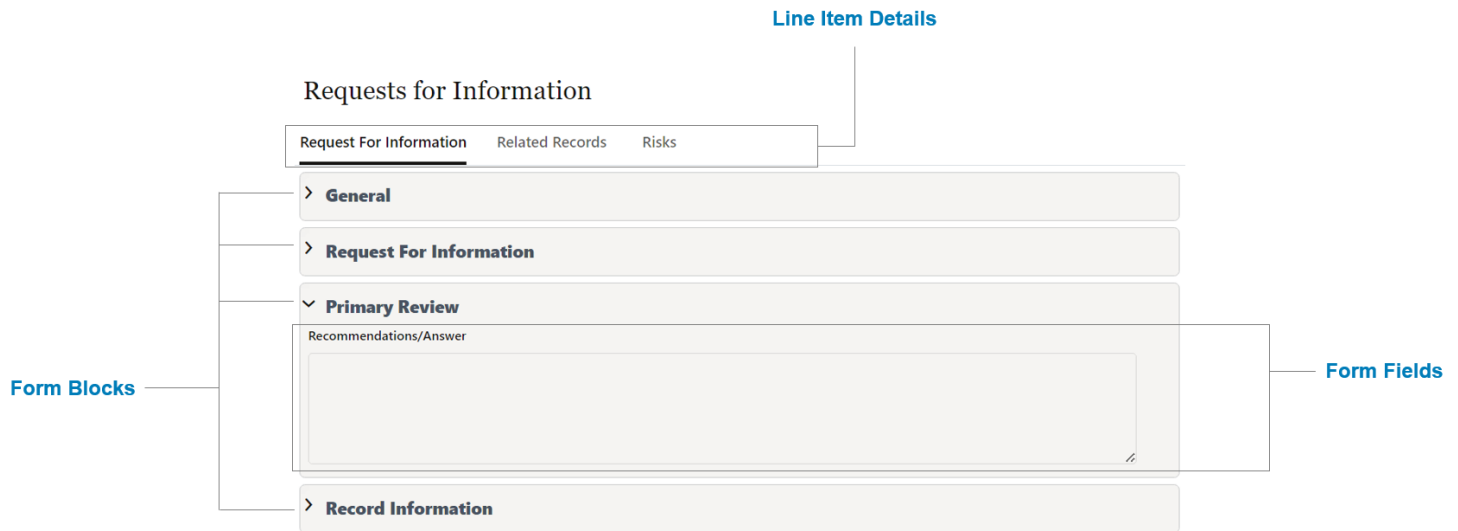 Line Item Details
Requests for Information
Request For Information Related Records Risks
General
Request For Information
Primary Review
Recommendations/Answer
Form Blocks
Form Fields
Record Information